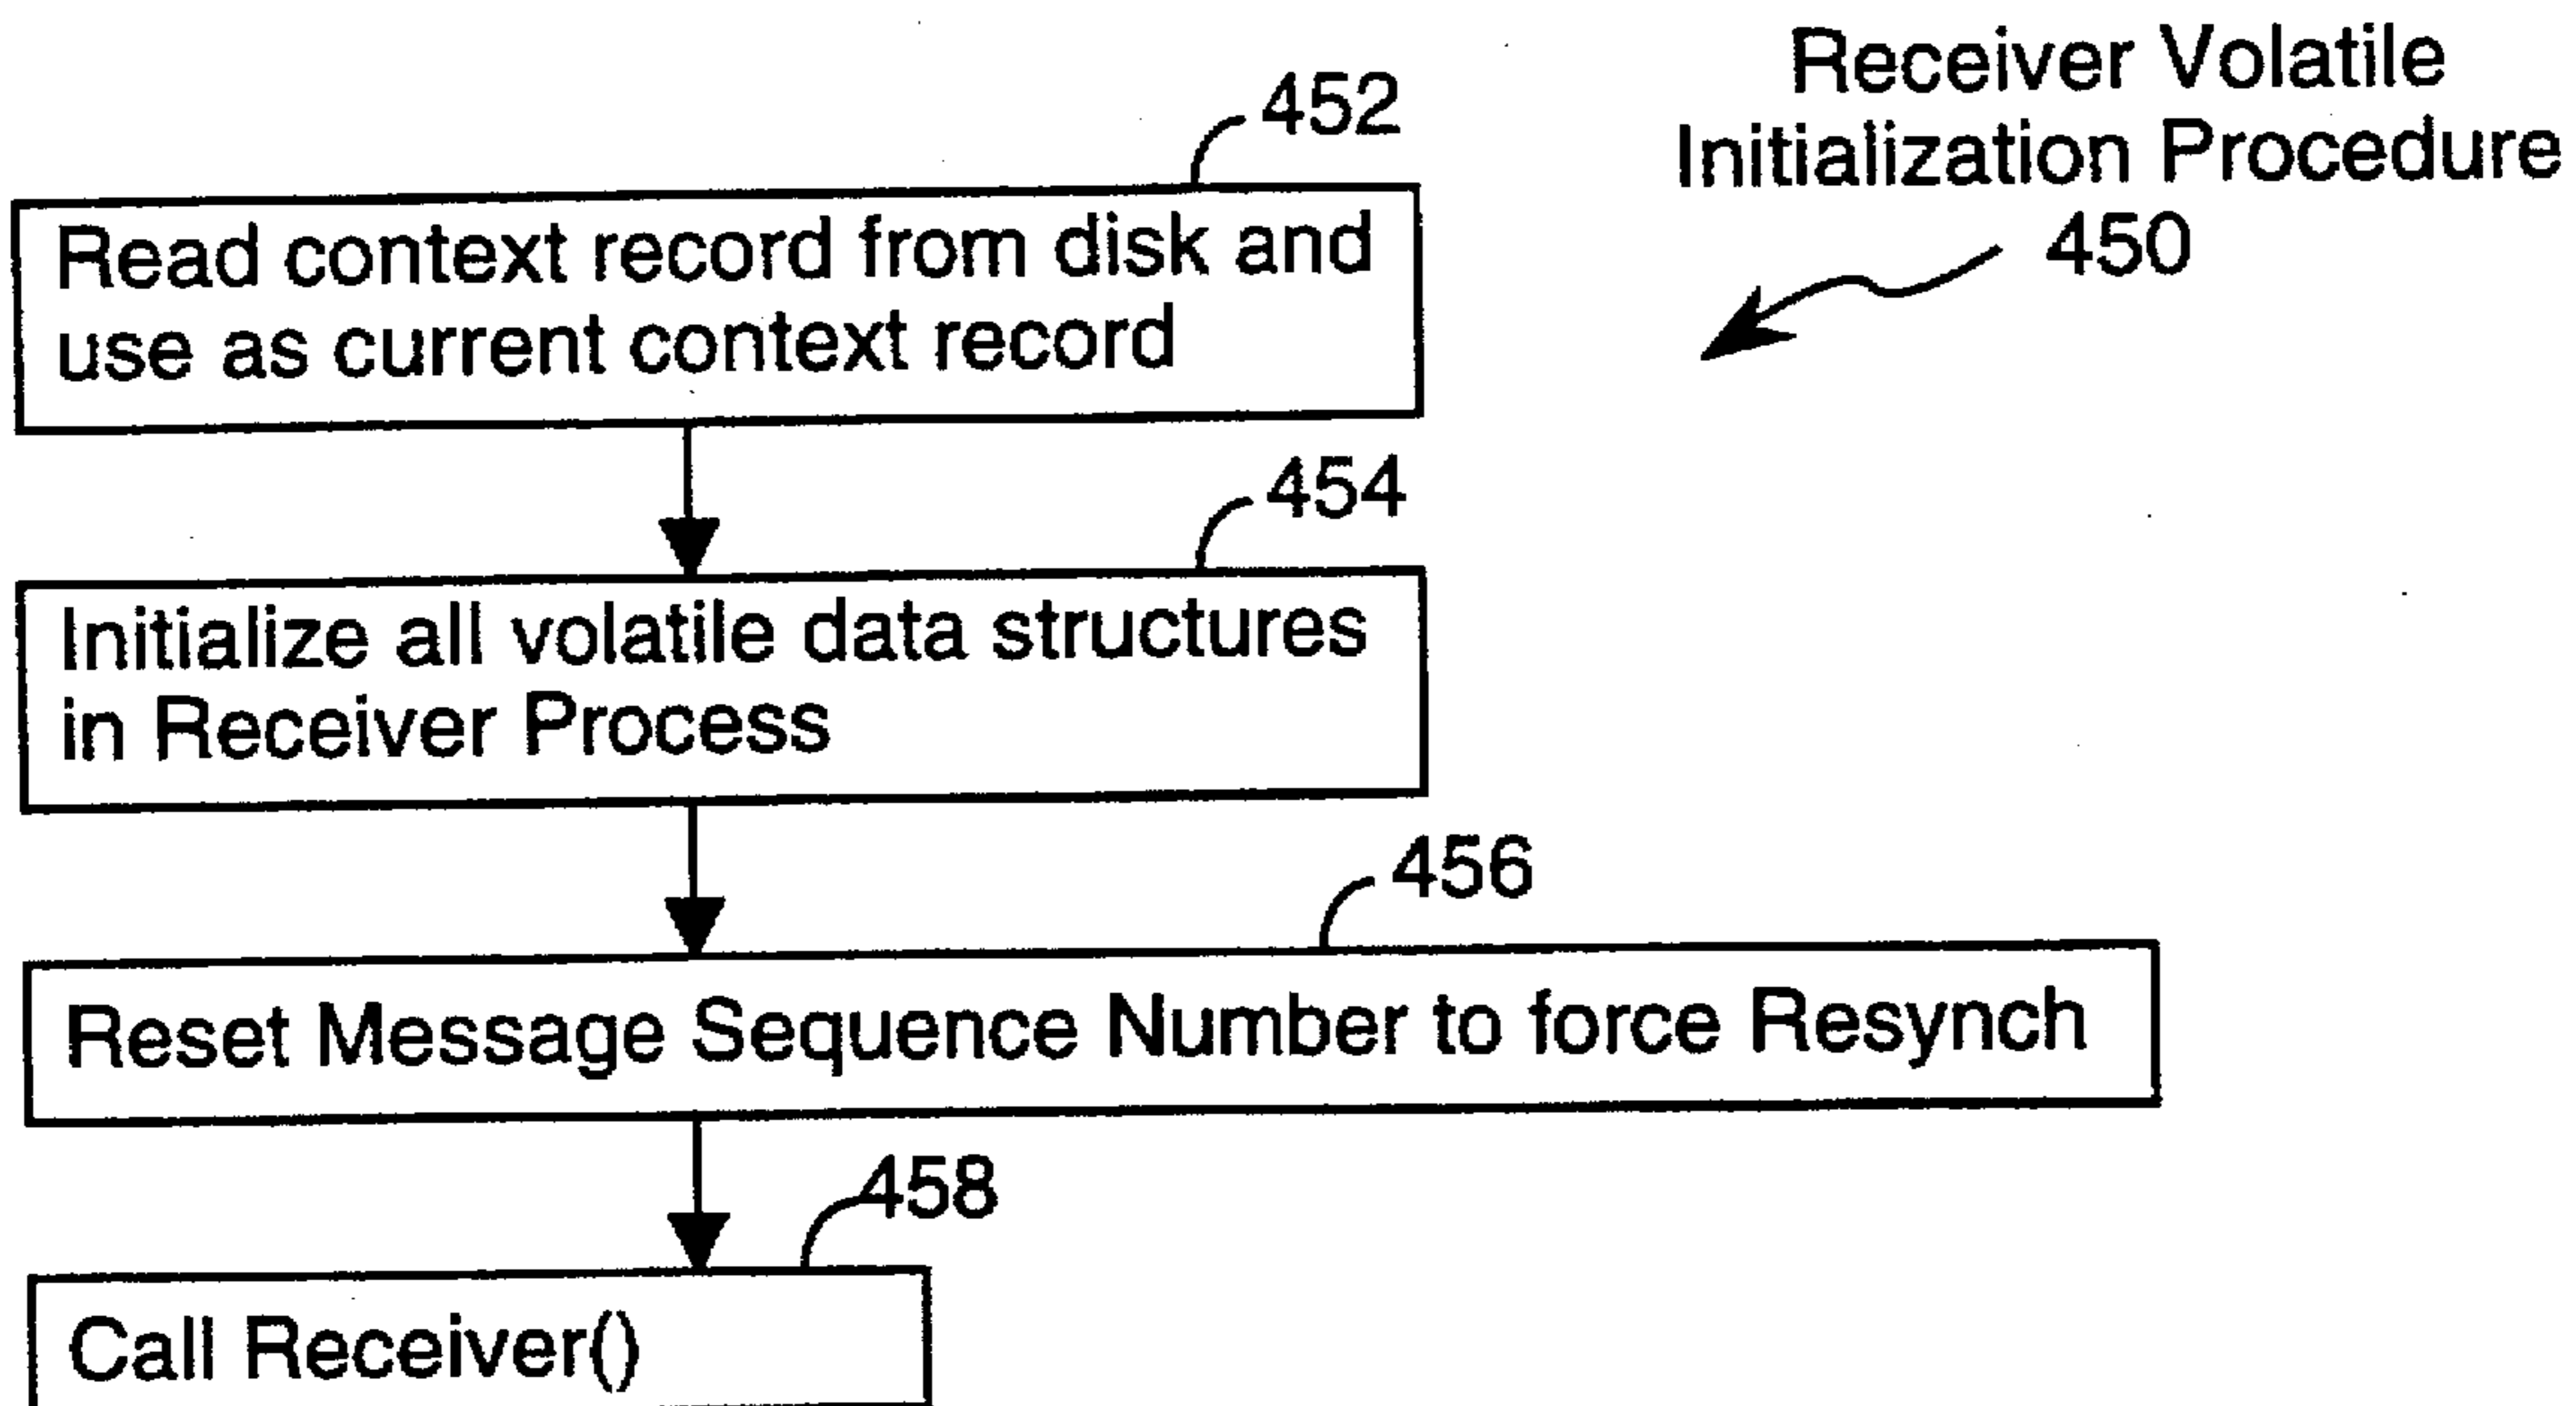 Receiver Volatile
Initialization Procedure
450
452
Read context record from disk and
use as current context record
454
Initialize all volatile data structures
in Receiver Process
456
Reset Message Sequence Number to force Resynch
458
Call Receiver()